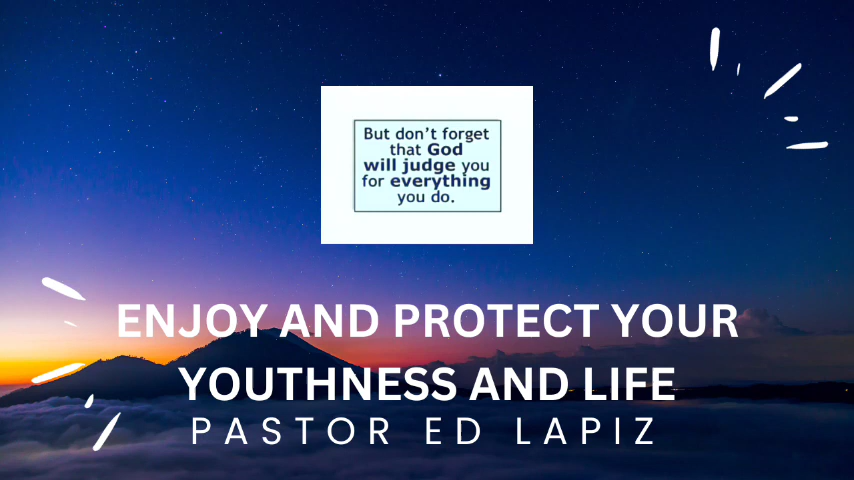 But don't forget
that God
will judge you
for everything
you do.
ENJOY AND PROTECT YOUR
YOUTHNESS AND LIFE
PASTOR ED LAPIZ